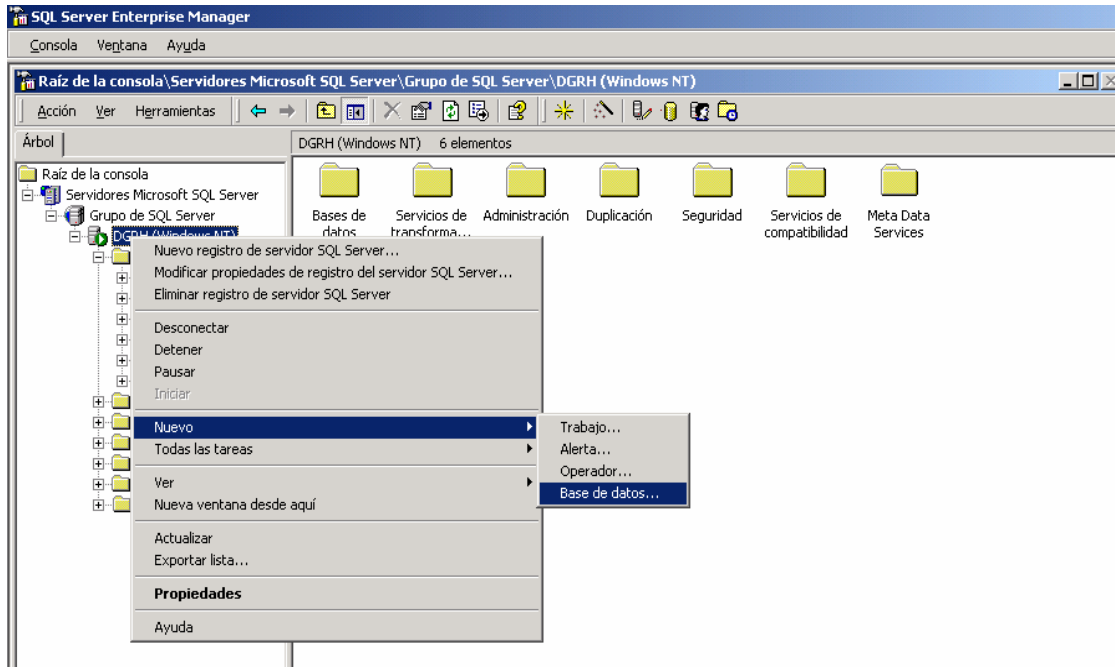 SQL Server Enterprise Manager
Consola Ventana Ayuda
Raíz de la consola\Servidores Microsoft SQL Server\Grupo de SQL Server\DGRH (Windows NT)
Acción Ver Herramientas
Árbol
DGRH (Windows NT) 6 elementos
Raíz de la consola
Servidores Microsoft SQL Server
Grupo de SQL Server
DGRH (Windows NT)
Bases de datos
Servicios de transforma...
Administración
Duplicación
Seguridad
Servicios de compatibilidad
Meta Data Services
Nuevo registro de servidor SQL Server...
Modificar propiedades de registro del servidor SQL Server...
Eliminar registro de servidor SQL Server
Desconectar
Detener
Pausar
Iniciar
Nuevo
Todas las tareas
Ver
Nueva ventana desde aquí
Actualizar
Exportar lista...
Propiedades
Ayuda
Trabajo...
Alerta...
Operador...
Base de datos...